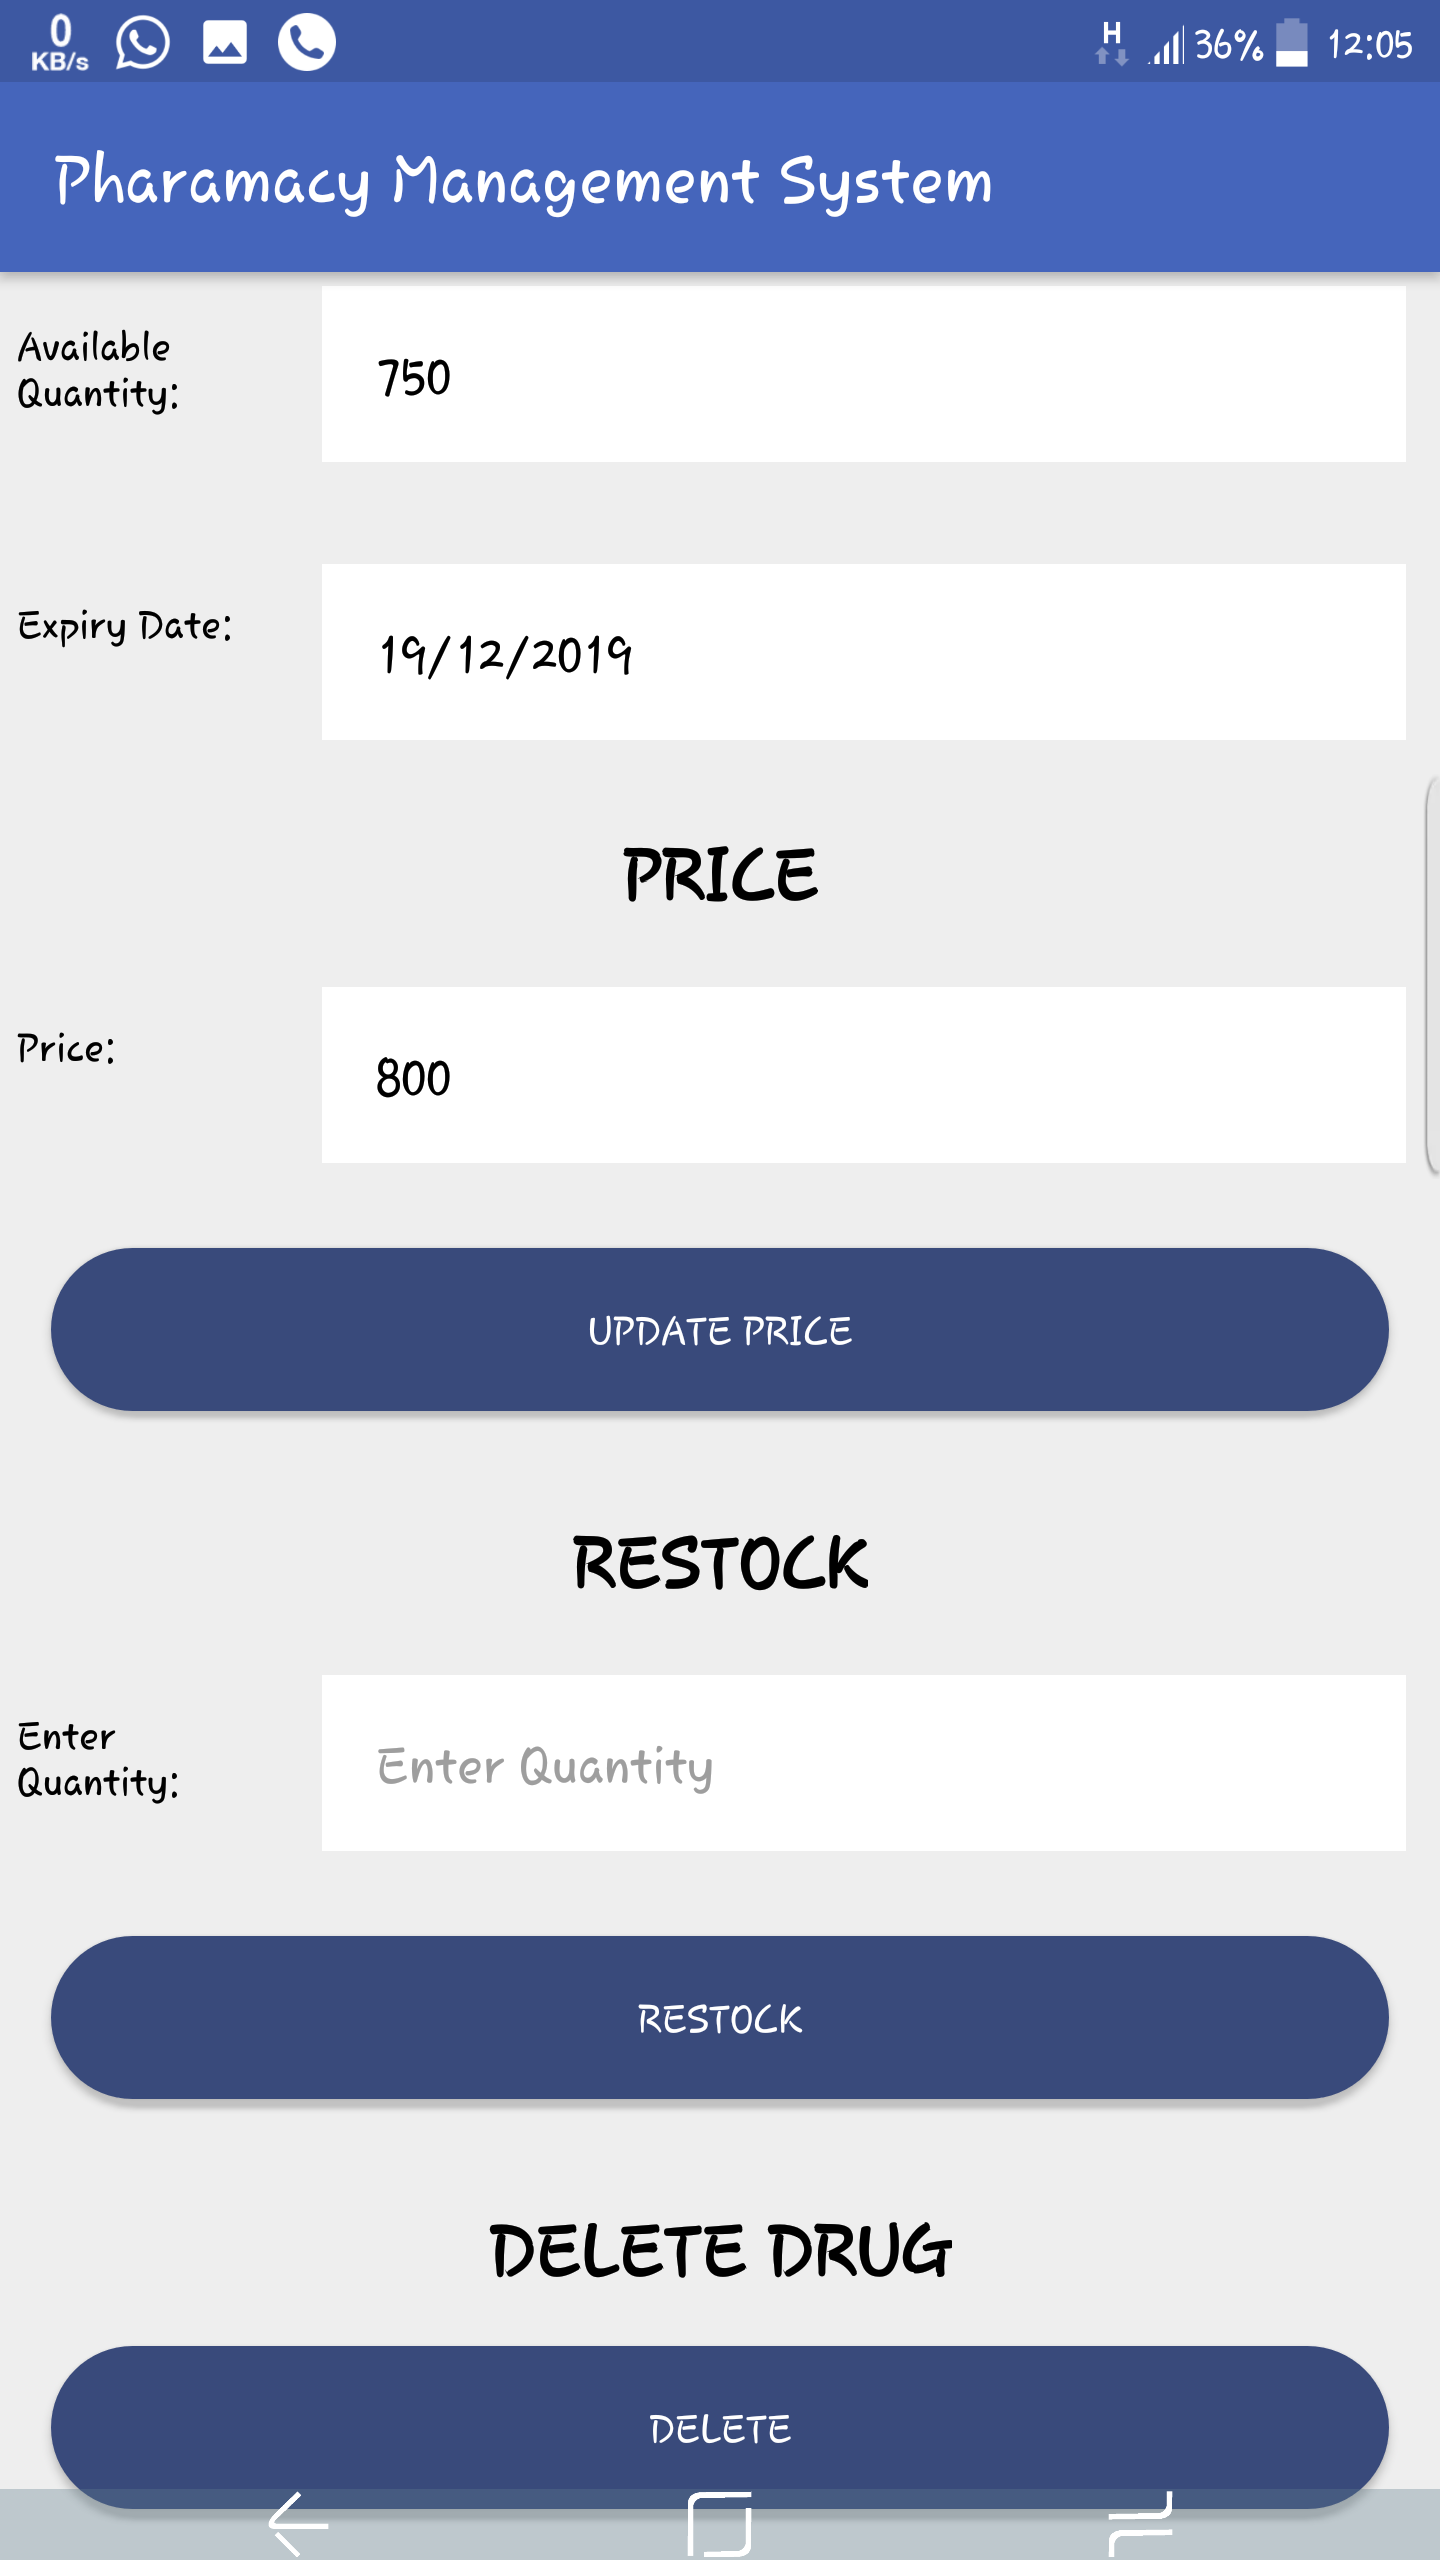 0
KB/s
H
36%
12:05
Pharamacy Management System
Available
Quantity:
750
Expiry Date:
19/12/2019
PRICE
Price:
800
UPDATE PRICE
RESTOCK
Enter
Quantity:
Enter Quantity
RESTOCK
DELETE DRUG
DELETE